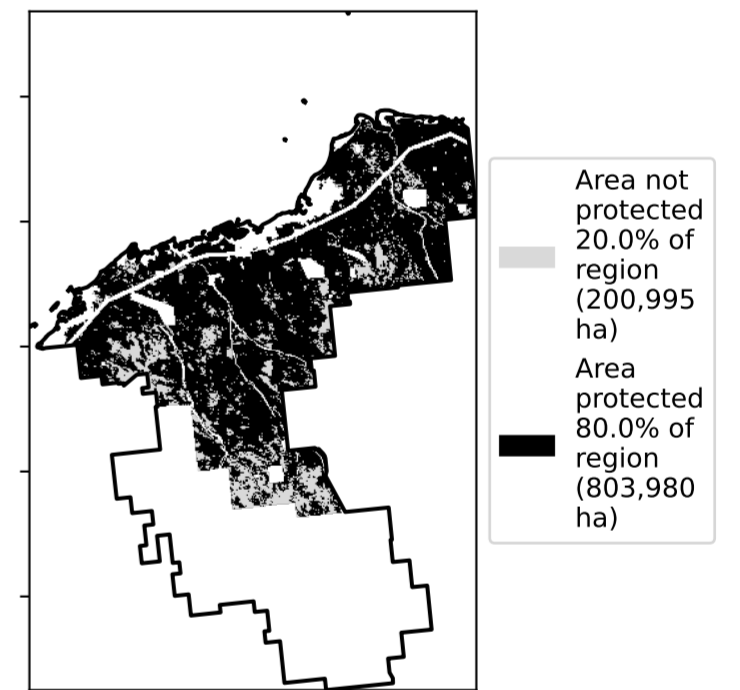 Area not
protected
20.0% of
region
(200,995
ha)
Area
protected
80.0% of
region
(803,980
ha)